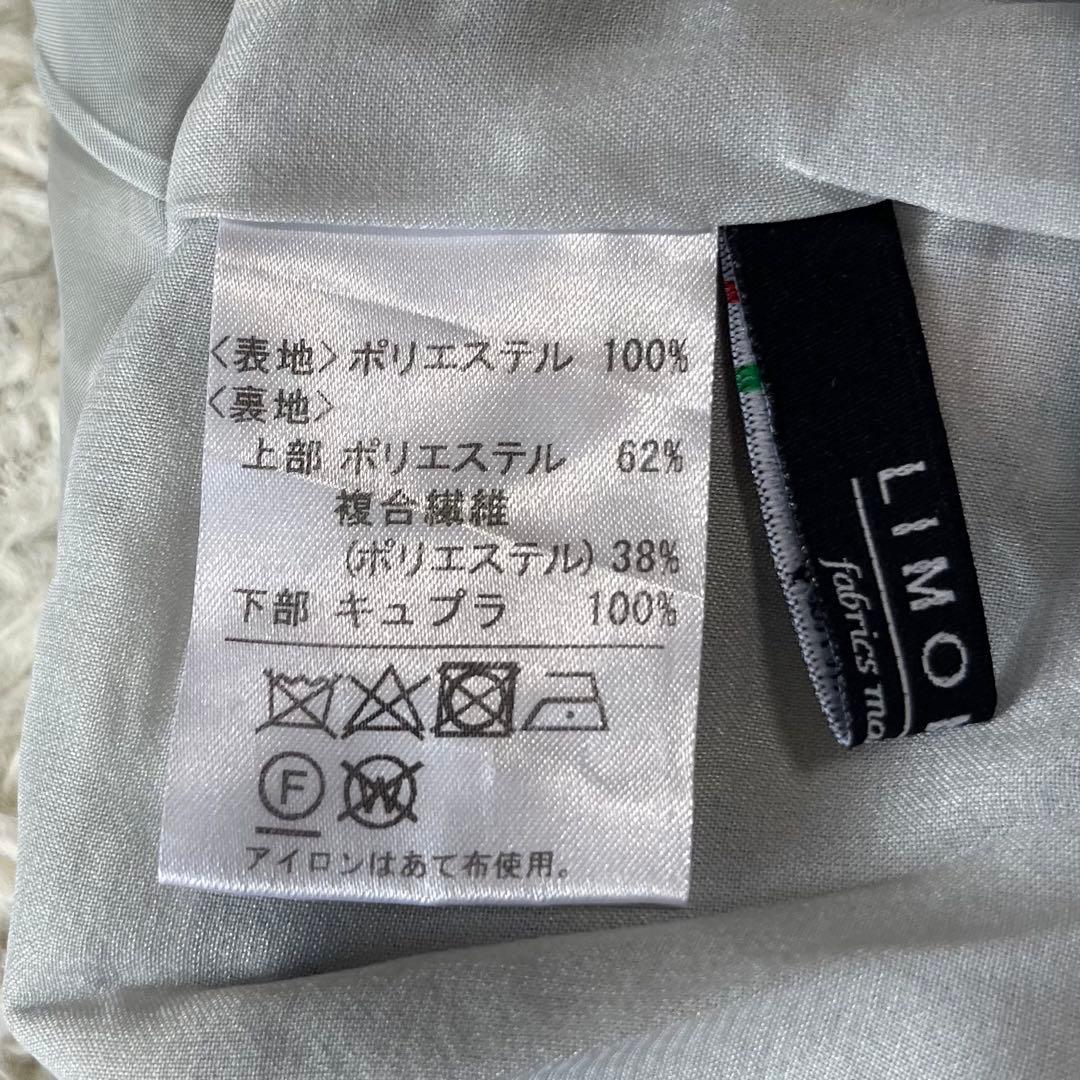 〈表地〉ポリエステル 100%
〈裏地〉
上部 ポリエステル 62%
複合繊維
(ポリエステル) 38%
下部 キュプラ 100%
F
W
アイロンはあて布使用。
LIMO
fabrics